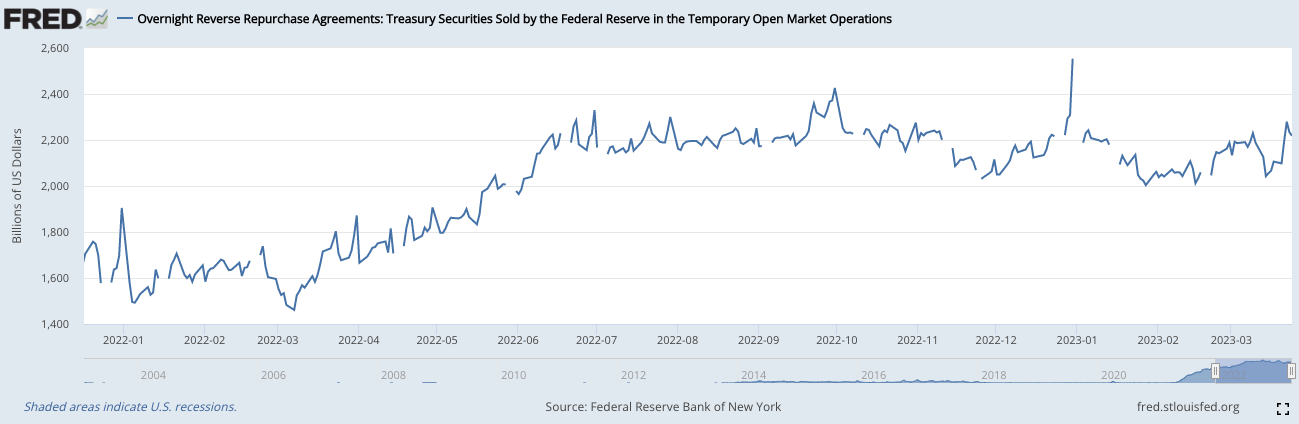 FRED
Overnight Reverse Repurchase Agreements: Treasury Securities Sold by the Federal Reserve in the Temporary Open Market Operations
2,600
2,400
2,200
2,000
1,800
1,600
1,400
Billions of US Dollars
2022-01 2022-02 2022-03 2022-04 2022-05 2022-06 2022-07 2022-08 2022-09 2022-10 2022-11 2022-12 2023-01 2023-02 2023-03
2004 2006 2008 2010 2012 2014 2016 2018 2020 2022
Shaded areas indicate U.S. recessions. Source: Federal Reserve Bank of New York fred.stlouisfed.org